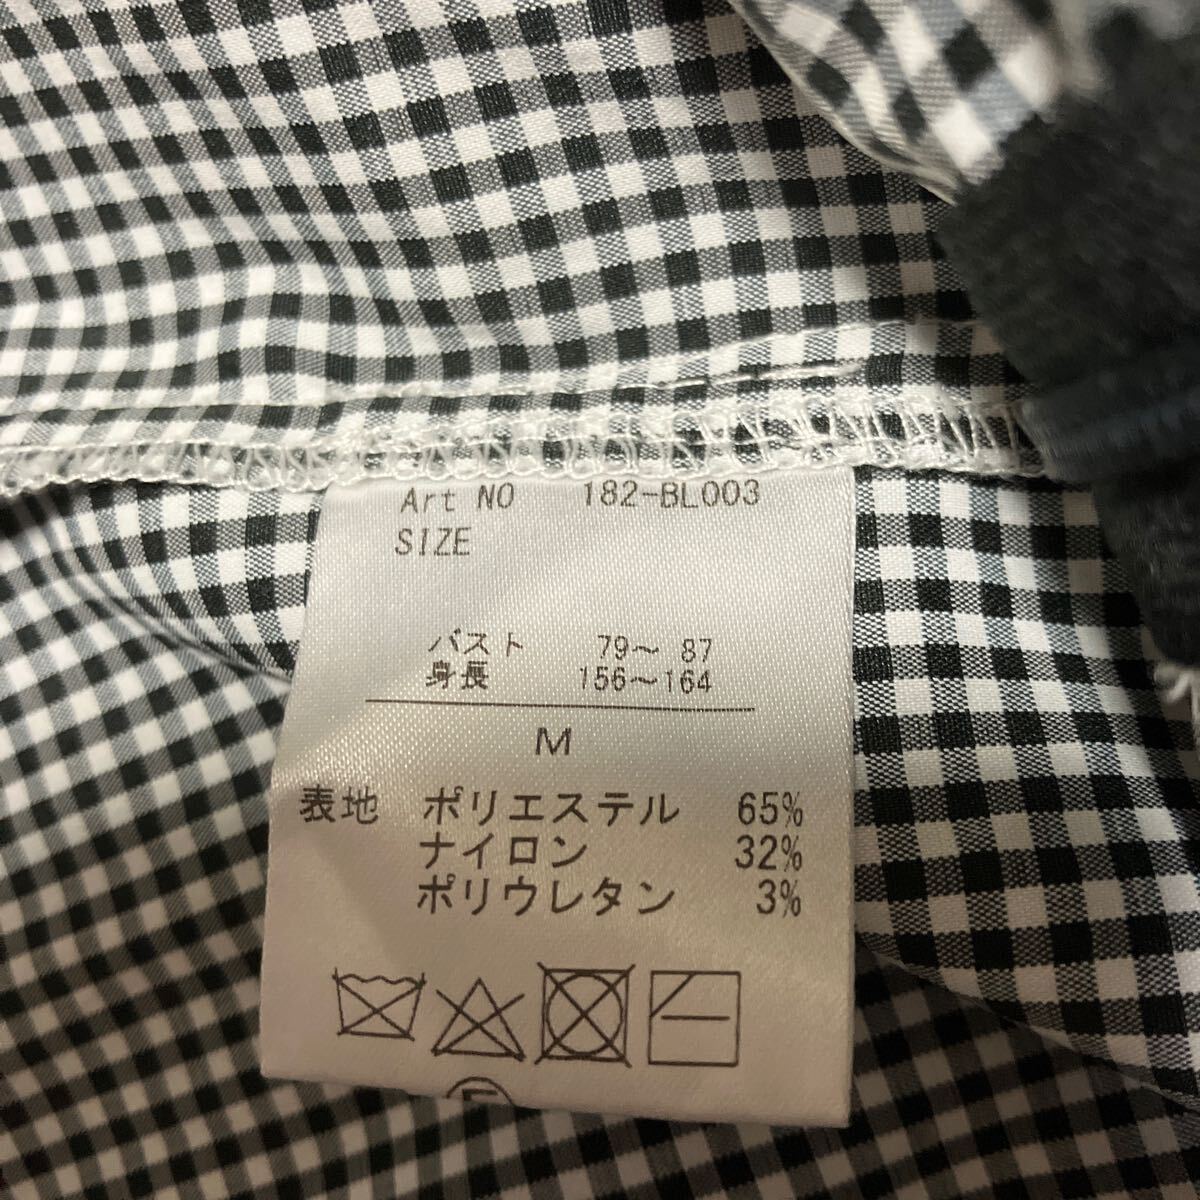 Art NO 182-BL003
SIZE
バスト 79～ 87
身長 156～164
M
表地 ポリエステル 65%
ナイロン 32%
ポリウレタン 3%